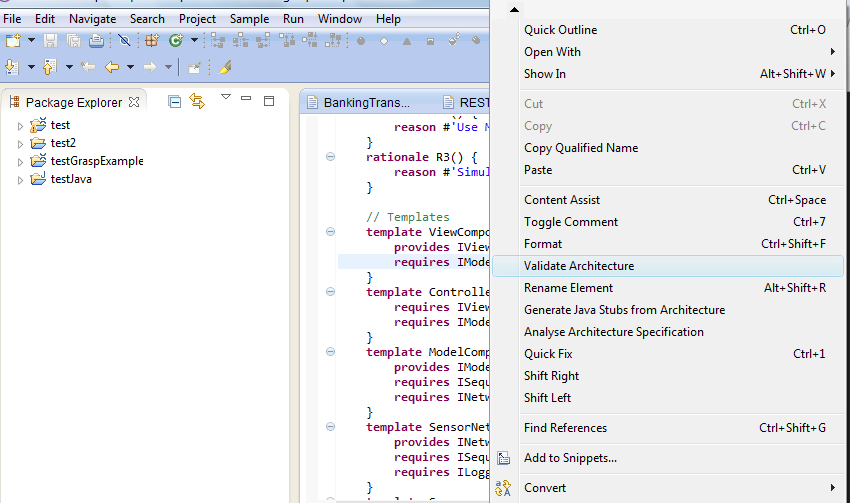 File Edit Navigate Search Project Sample Run Window Help
Package Explorer
test
test2
testGraspExample
testJava
BankingTrans... REST
() {
reason #'Use M
}
rationale R3() {
reason #'Simul
}
// Templates
template ViewCompo
provides IView
requires IMode
}
template Controlle
requires IView
requires IMode
}
template ModelComp
provides IMode
requires ISequ
requires INetw
}
template SensorNet
provides INetw
requires ISequ
requires ILogg
}
Quick Outline Ctrl+O
Open With
Show In Alt+Shift+W
Cut Ctrl+X
Copy Ctrl+C
Copy Qualified Name
Paste Ctrl+V
Content Assist Ctrl+Space
Toggle Comment Ctrl+7
Format Ctrl+Shift+F
Validate Architecture
Rename Element Alt+Shift+R
Generate Java Stubs from Architecture
Analyse Architecture Specification
Quick Fix Ctrl+1
Shift Right
Shift Left
Find References Ctrl+Shift+G
Add to Snippets...
Convert